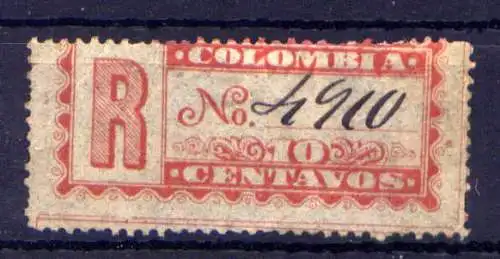 ·COLOMBIA·
R No. 4910
10
·CENTAVOS·